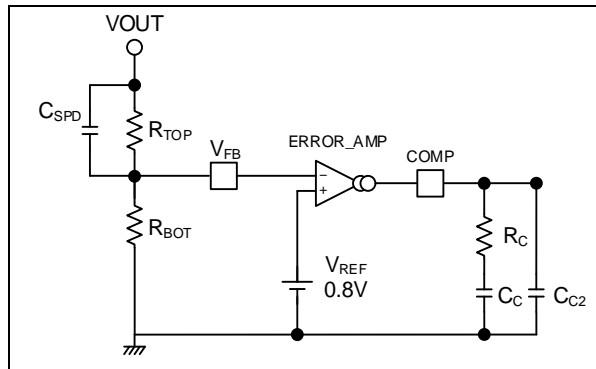 VOUT
CSPD
RTOP
VFB
ERROR_AMP
COMP
−
+
RBOT
RC
VREF
0.8V
CC
CC2